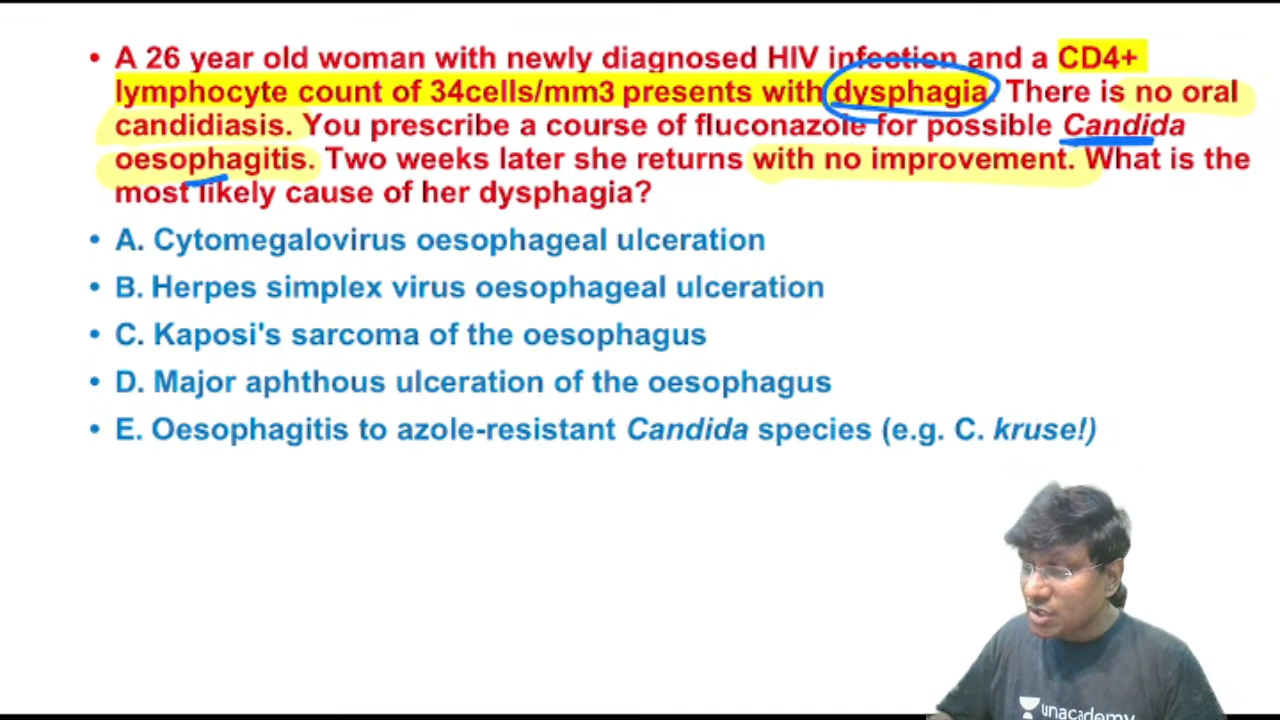 • A 26 year old woman with newly diagnosed HIV infection and a CD4+
lymphocyte count of 34cells/mm3 presents with dysphagia. There is no oral
candidiasis. You prescribe a course of fluconazole for possible Candida
oesophagitis. Two weeks later she returns with no improvement. What is the
most likely cause of her dysphagia?
• A. Cytomegalovirus oesophageal ulceration
• B. Herpes simplex virus oesophageal ulceration
• C. Kaposi's sarcoma of the oesophagus
• D. Major aphthous ulceration of the oesophagus
• E. Oesophagitis to azole-resistant Candida species (e.g. C. kruse!)
unacademy